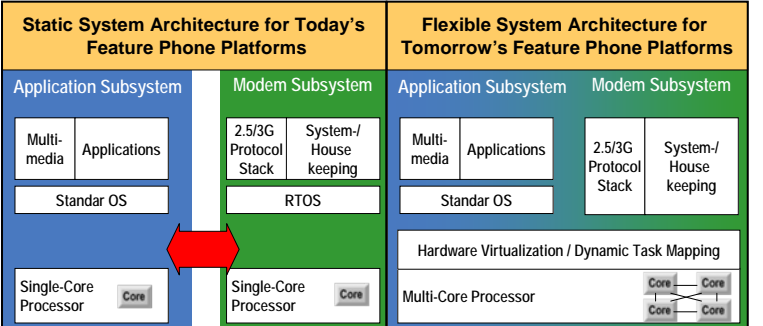 Static System Architecture for Today's
Feature Phone Platforms
Flexible System Architecture for
Tomorrow's Feature Phone Platforms
Application Subsystem
Modem Subsystem
Multi-
media
Applications
2.5/3G
Protocol
Stack
System-/
House
keeping
Standar OS
RTOS
Single-Core
Processor
Core
Single-Core
Processor
Core
Application Subsystem
Modem Subsystem
Multi-
media
Applications
2.5/3G
Protocol
Stack
System-/
House
keeping
Standar OS
Hardware Virtualization / Dynamic Task Mapping
Multi-Core Processor
Core
Core
Core
Core